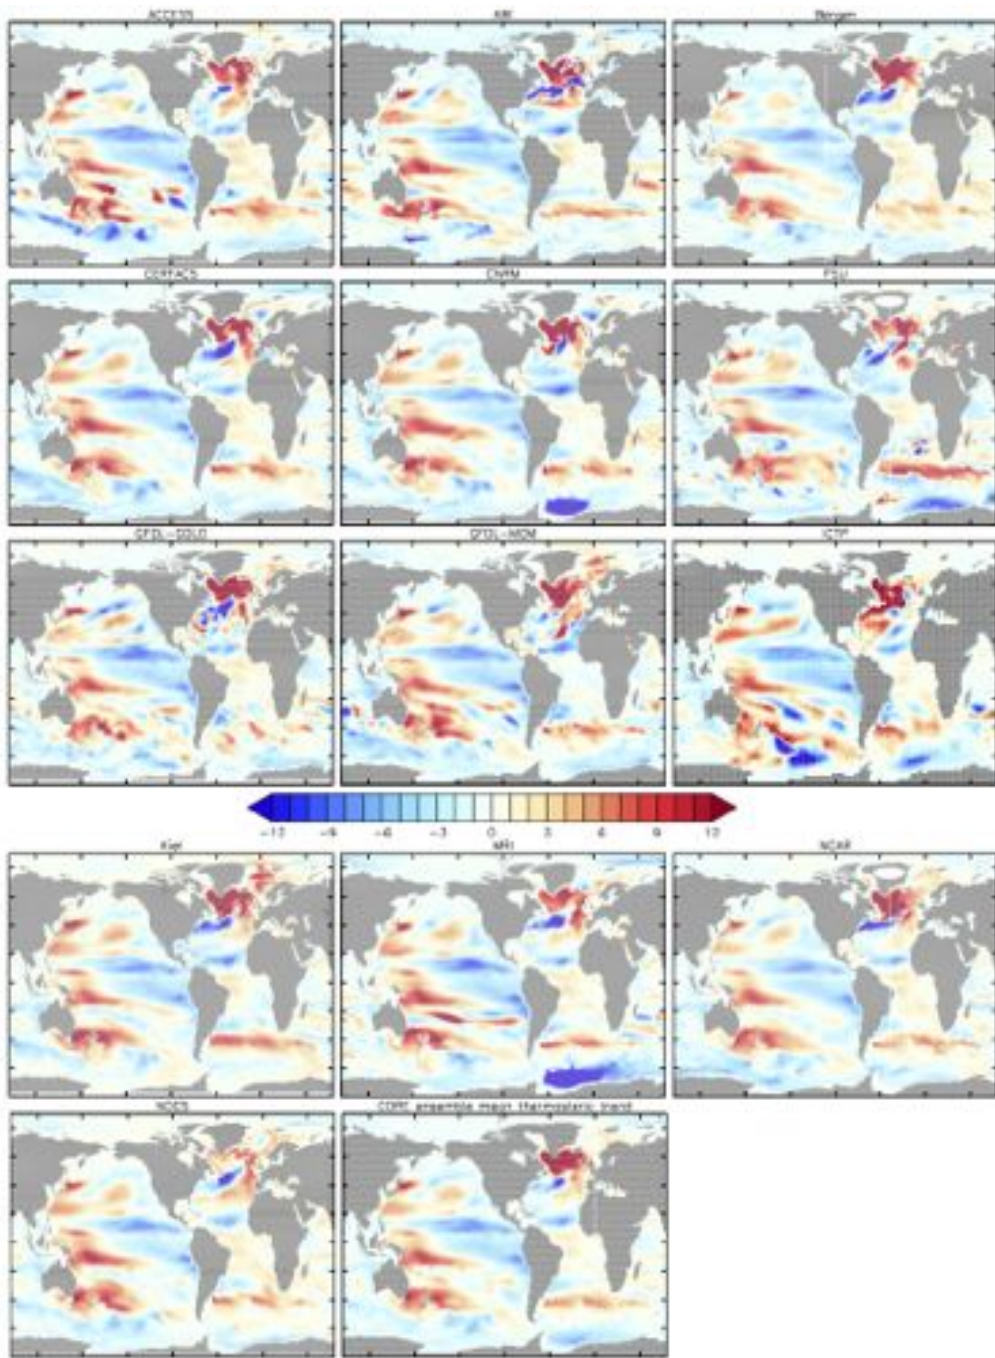 ACCESS AWI Bergen
CERFACS CNRM FSU
GFDL-GOLD GFDL-MOM ICTP
-12 -9 -6 -3 0 3 6 9 12
Kiel MRI NCAR
NOCS CORE ensemble mean thermosteric trend